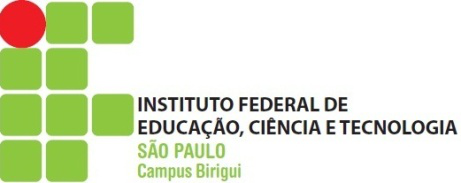 INSTITUTO FEDERAL DE
EDUCAÇÃO, CIÊNCIA E TECNOLOGIA
SÃO PAULO
Campus Birigui